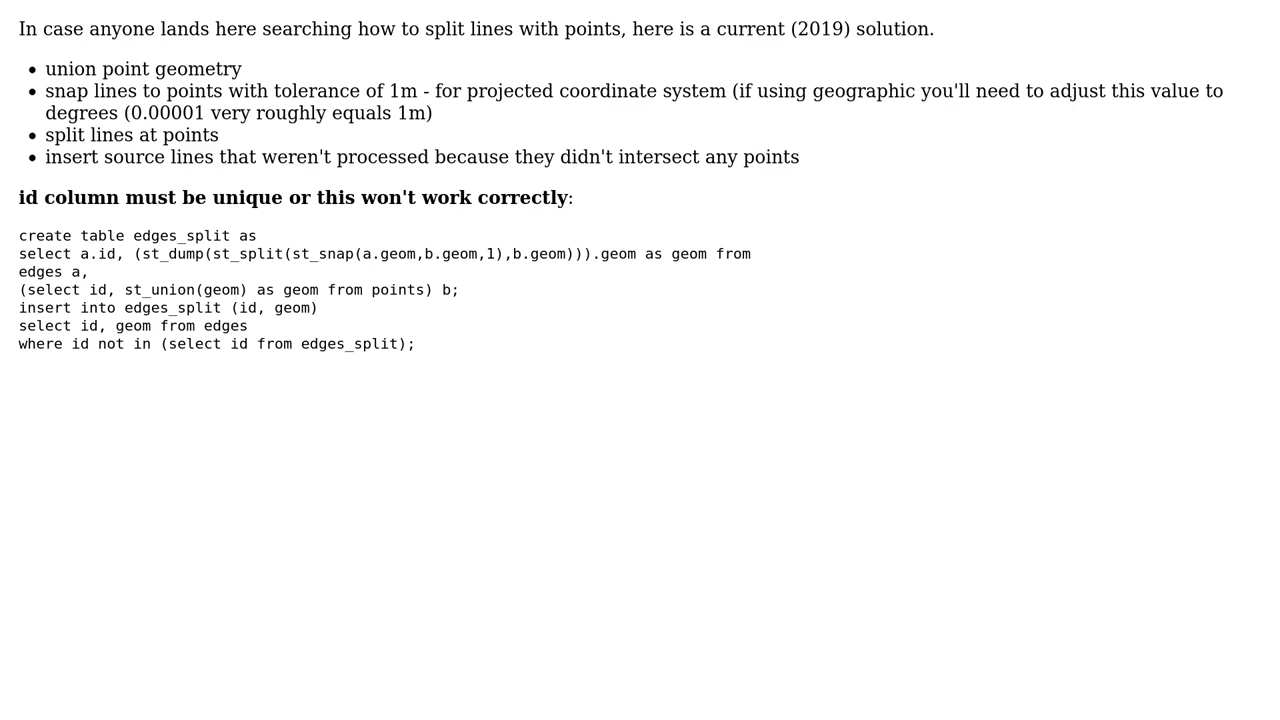 In case anyone lands here searching how to split lines with points, here is a current (2019) solution.
• union point geometry
• snap lines to points with tolerance of 1m - for projected coordinate system (if using geographic you'll need to adjust this value to
degrees (0.00001 very roughly equals 1m)
• split lines at points
• insert source lines that weren't processed because they didn't intersect any points
id column must be unique or this won't work correctly:
create table edges_split as
select a.id, (st_dump(st_split(st_snap(a.geom,b.geom,1),b.geom))).geom as geom from
edges a,
(select id, st_union(geom) as geom from points) b;
insert into edges_split (id, geom)
select id, geom from edges
where id not in (select id from edges_split);